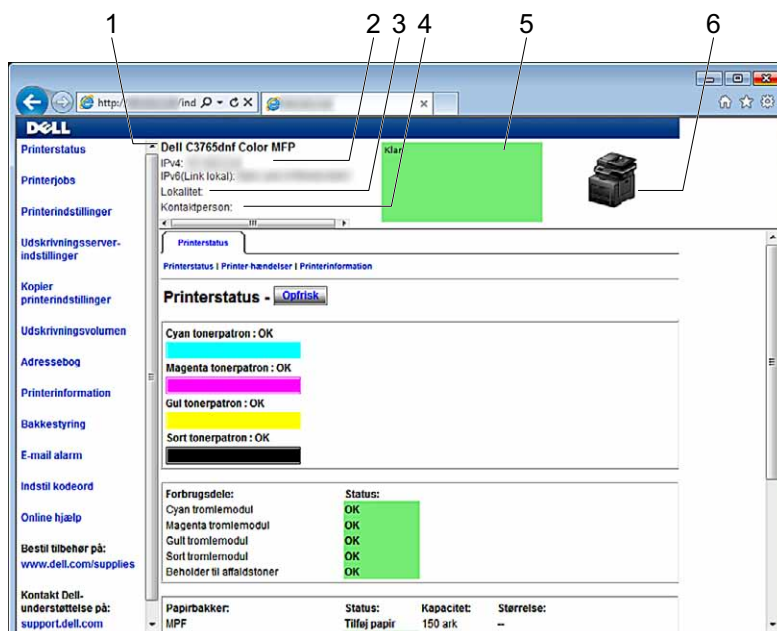 1 2 3 4 5 6
http:/ /ind
DELL
Printerstatus
Printerjobs
Printerindstillinger
Udskrivningsserver-
indstillinger
Kopier
printerindstillinger
Udskrivningsvolumen
Adressebog
Printerinformation
Bakkestyring
E-mail alarm
Indstil kodeord
Online hjælp
Bestil tilbehør på:
www.dell.com/supplies
Kontakt Dell-
understøttelse på:
support.dell.com
Dell C3765dnf Color MFP
IPv4:
IPv6(Link lokal):
Lokalitet:
Kontaktperson:
Klar
Printerstatus
Printerstatus | Printer-hændelser | Printerinformation
Printerstatus - Opfrisk
Cyan tonerpatron : OK
Magenta tonerpatron : OK
Gul tonerpatron : OK
Sort tonerpatron : OK
Forbrugsdele: Status:
Cyan tromlemodul OK
Magenta tromlemodul OK
Gult tromlemodul OK
Sort tromlemodul OK
Beholder til affaldstoner OK
Papirbakker: Status: Kapacitet: Størrelse:
MPF Tilføj papir 150 ark --